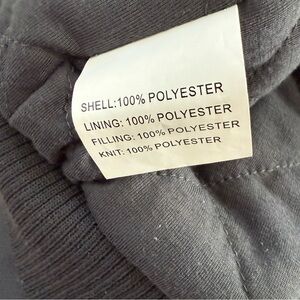 SHELL:100% POLYESTER
LINING: 100% POLYESTER
FILLING: 100% POLYESTER
KNIT: 100% POLYESTER